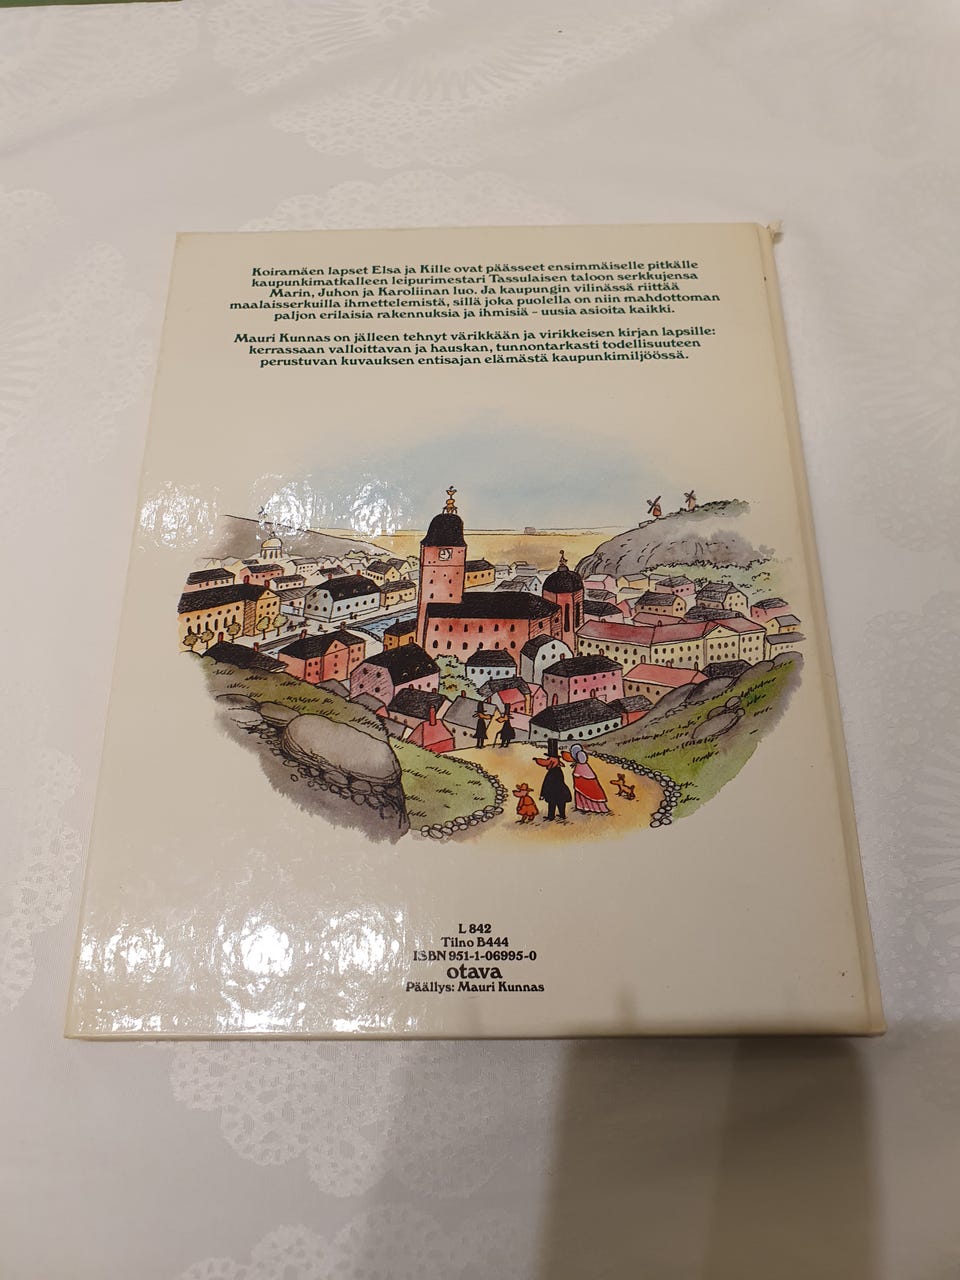 Koiramäen lapset Elsa ja Kille ovat päässeet ensimmäiselle pitkälle
kaupunkimatkalleen leipurimestari Tassulaisen taloon serkkujensa
Marin, Juhon ja Karoliinan luo. Ja kaupungin vilinässä riittää
maalaisserkuilla ihmettelemistä, sillä joka puolella on niin mahdottoman
paljon erilaisia rakennuksia ja ihmisiä - uusia asioita kaikki.
Mauri Kunnas on jälleen tehnyt värikkään ja virikkeisen kirjan lapsille:
kerrassaan valloittavan ja hauskan, tunnontarkasti todellisuuteen
perustuvan kuvauksen entisajan elämästä kaupunkimiljöössä.
L 842
Tilno B444
ISBN 951-1-06995-0
otava
Päällys: Mauri Kunnas